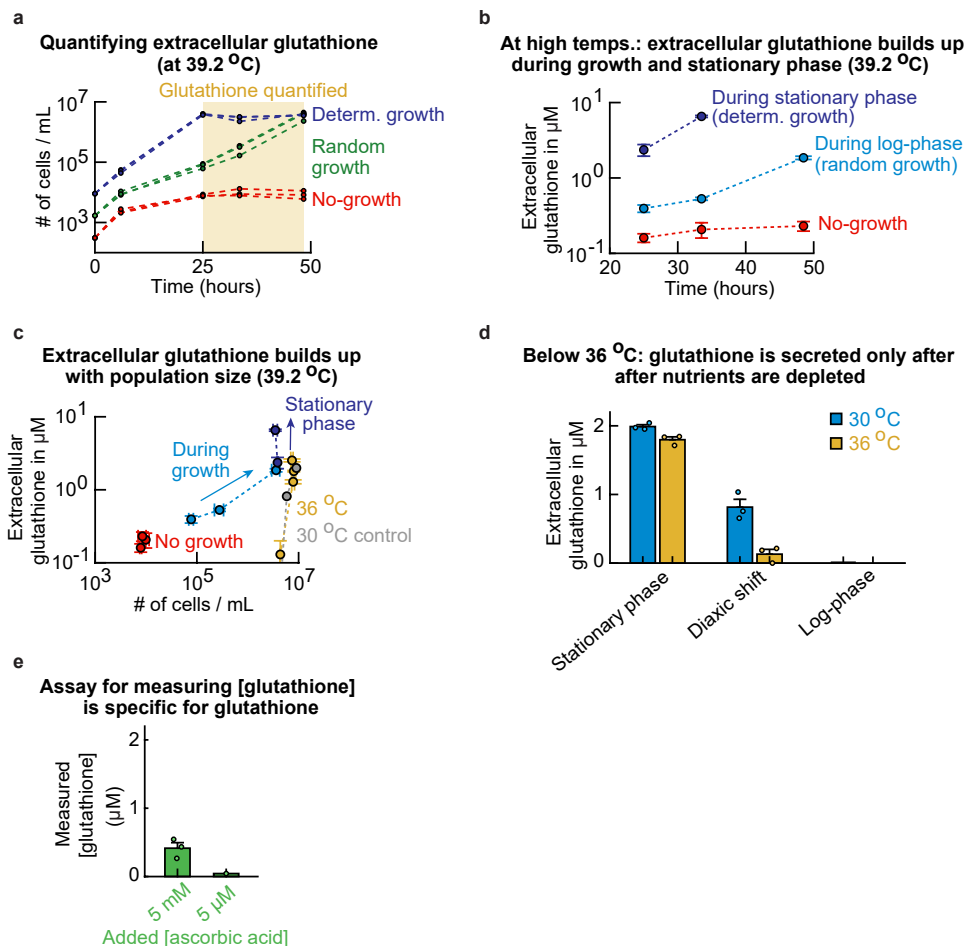 a
Quantifying extracellular glutathione
(at 39.2 ºC)
Glutathione quantified
10^7
10^5
10^3
# of cells / mL
Determ. growth
Random
growth
No-growth
0
25
50
Time (hours)
b
At high temps.: extracellular glutathione builds up
during growth and stationary phase (39.2 ºC)
Extracellular
glutathione in µM
10^1
10^0
10^-1
During stationary phase
(determ. growth)
During log-phase
(random growth)
No-growth
20
30
40
50
Time (hours)
c
Extracellular glutathione builds up
with population size (39.2 ºC)
Extracellular
glutathione in µM
10^1
10^0
10^-1
Stationary
phase
During
growth
36 ºC
30 ºC control
No growth
10^3
10^5
10^7
# of cells / mL
d
Below 36 ºC: glutathione is secreted only after
after nutrients are depleted
Extracellular
glutathione in µM
2
1
0
30 ºC
36 ºC
Stationary phase
Diaxic shift
Log-phase
e
Assay for measuring [glutathione]
is specific for glutathione
Measured
[glutathione]
(µM)
2
1
0
5 mM
5 µM
Added [ascorbic acid]